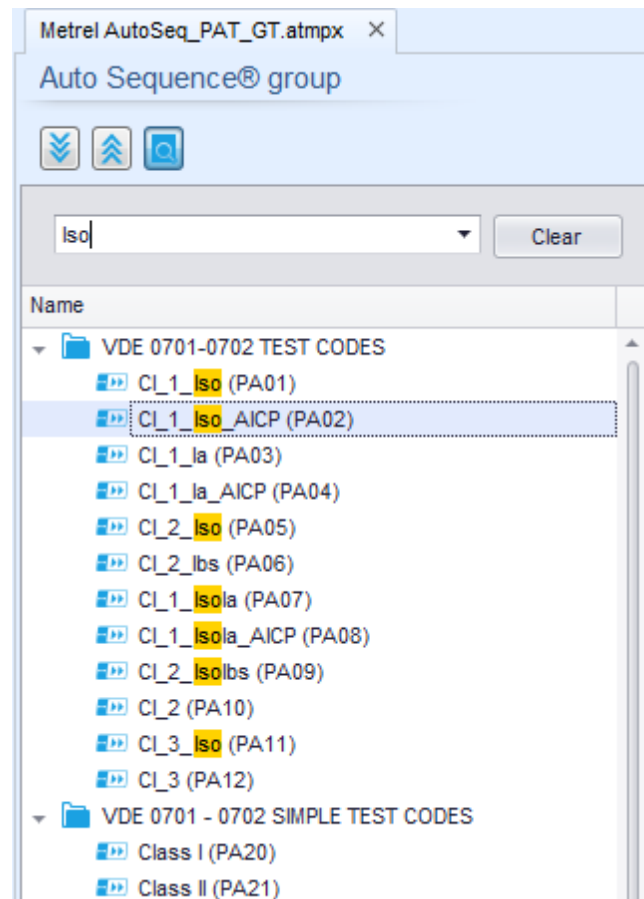 Metrel AutoSeq_PAT_GT.atmpx ×
Auto Sequence® group
Iso
Clear
Name
VDE 0701-0702 TEST CODES
Cl_1_Iso (PA01)
Cl_1_Iso_AICP (PA02)
Cl_1_Ia (PA03)
Cl_1_Ia_AICP (PA04)
Cl_2_Iso (PA05)
Cl_2_Ibs (PA06)
Cl_1_IsoIa (PA07)
Cl_1_IsoIa_AICP (PA08)
Cl_2_IsoIbs (PA09)
Cl_2 (PA10)
Cl_3_Iso (PA11)
Cl_3 (PA12)
VDE 0701 - 0702 SIMPLE TEST CODES
Class I (PA20)
Class II (PA21)